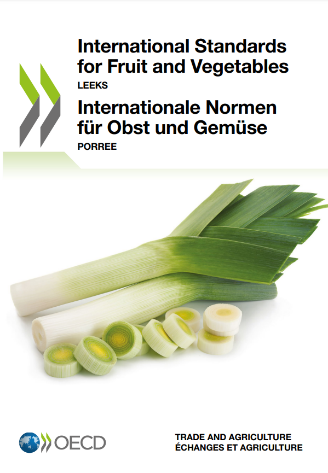 International Standards
for Fruit and Vegetables
LEEKS
Internationale Normen
für Obst und Gemüse
PORREE
OECD
TRADE AND AGRICULTURE
ÉCHANGES ET AGRICULTURE